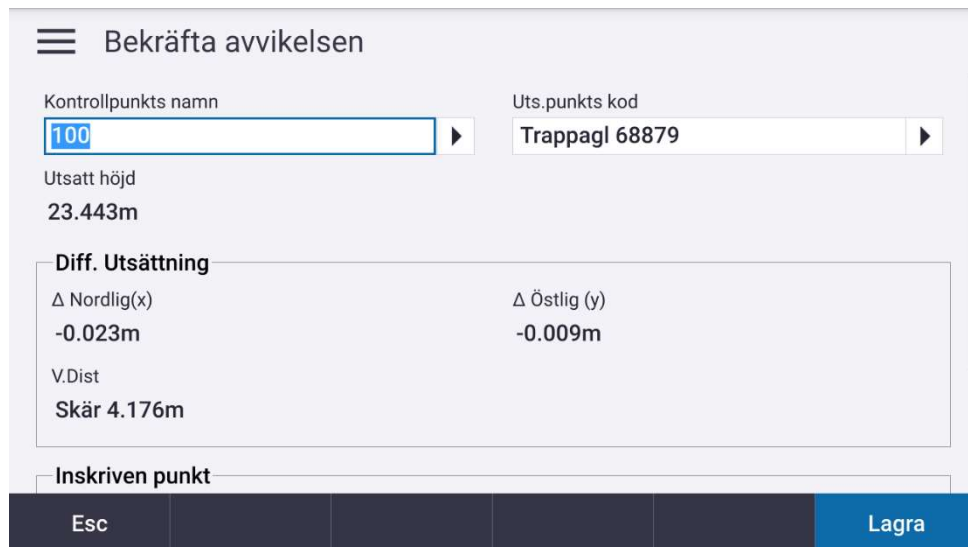 Bekräfta avvikelsen
Kontrollpunkts namn
Uts.punkts kod
100
Trappagl 68879
Utsatt höjd
23.443m
Diff. Utsättning
Δ Nordlig(x)
Δ Östlig (y)
-0.023m
-0.009m
V.Dist
Skär 4.176m
Inskriven punkt
Esc
Lagra